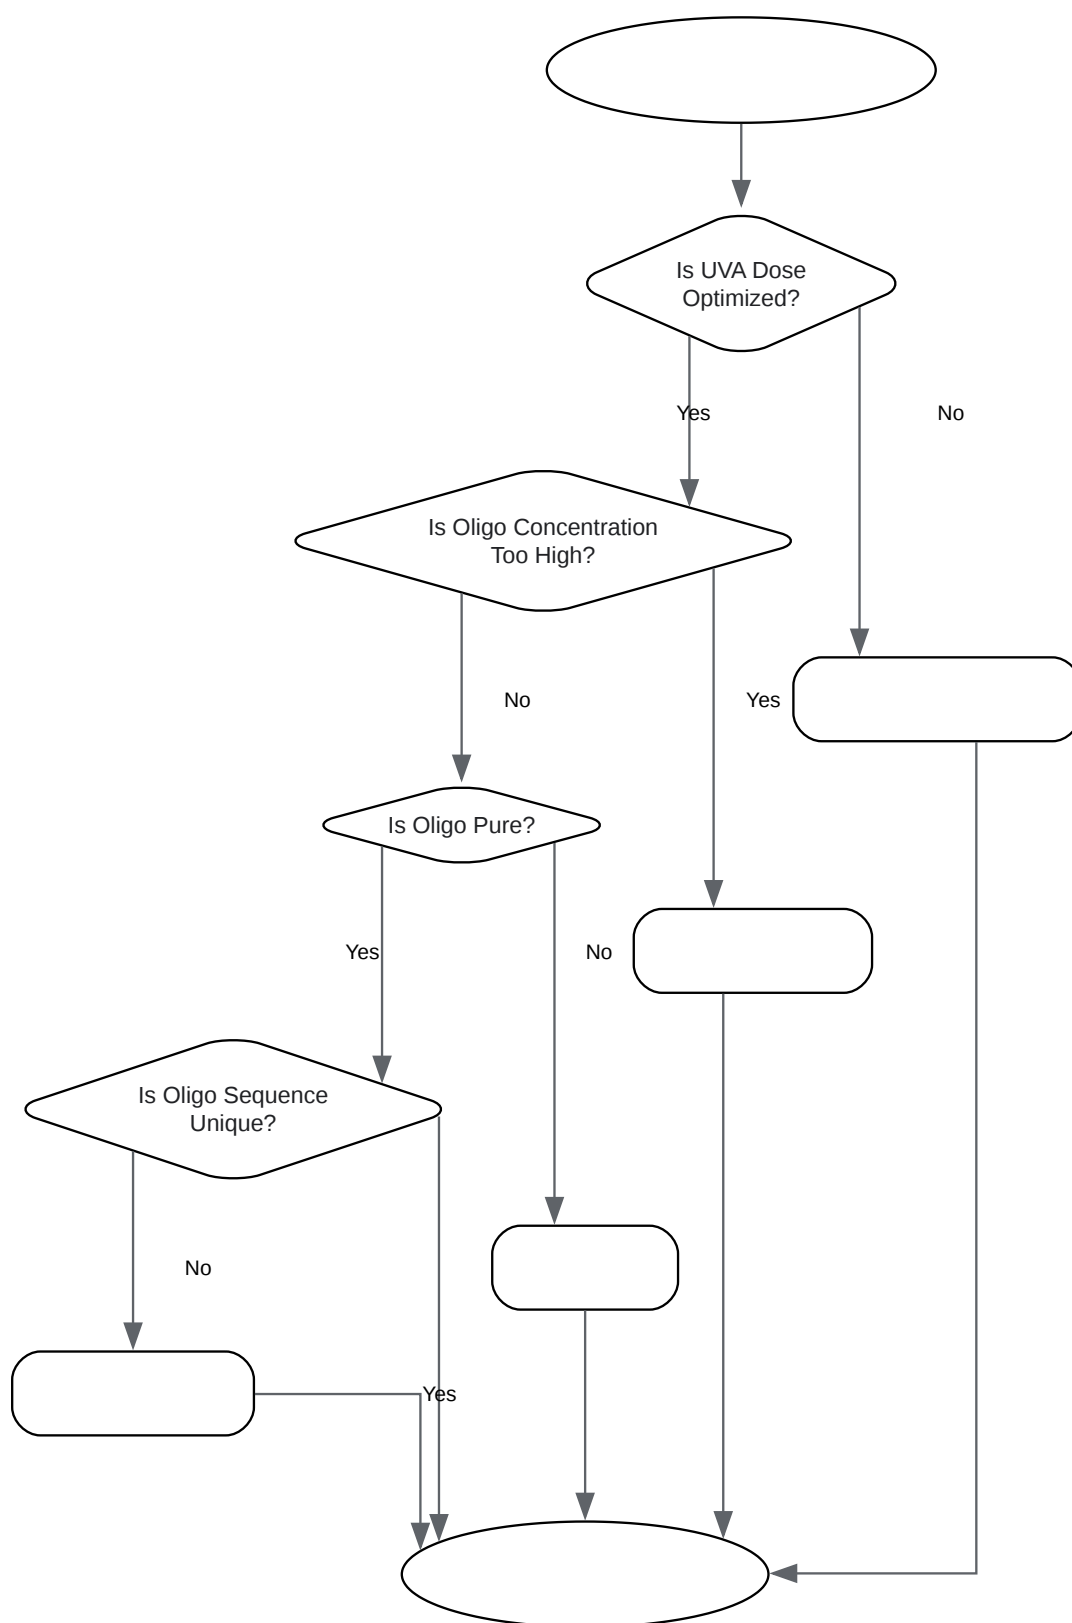 Is UVA Dose
Optimized?
Yes
No
Is Oligo Concentration
Too High?
No
Yes
Is Oligo Pure?
Yes
No
Is Oligo Sequence
Unique?
No
Yes